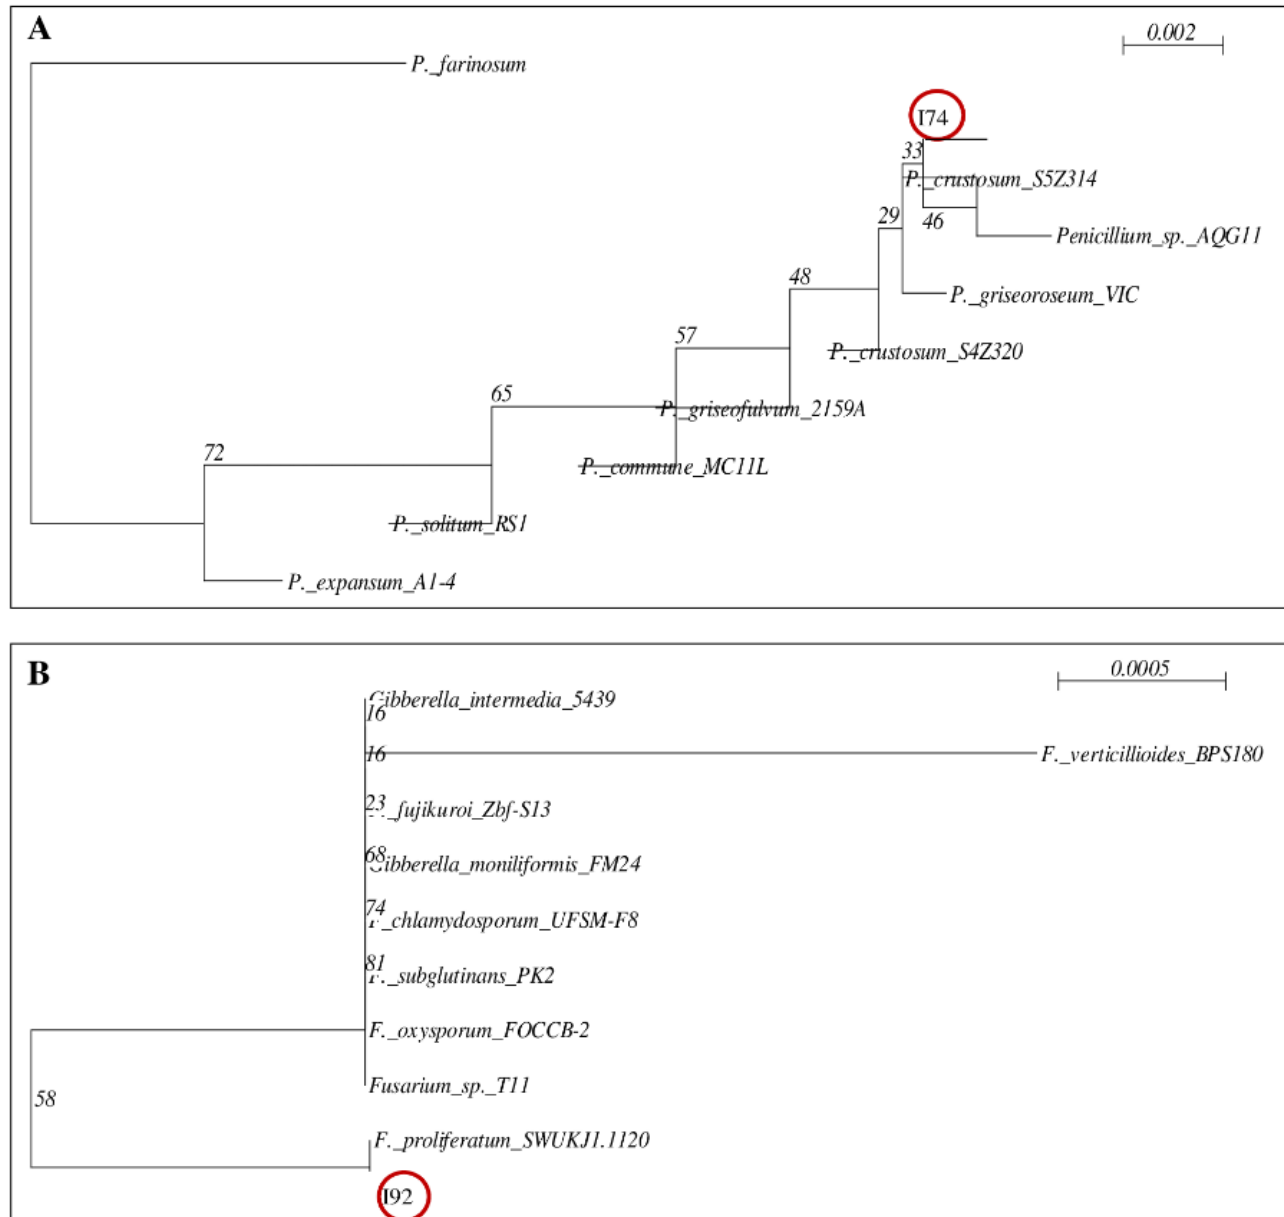 A
0.002
P._farinosum
I74
33
P._crustosum_S5Z314
29
46
Penicillium_sp._AQG11
48
P._griseoroseum_VIC
57
P._crustosum_S4Z320
65
P._griseofulvum_2159A
72
P._commune_MC11L
P._solitum_RS1
P._expansum_A1-4
B
0.0005
Gibberella_intermedia_5439
16
16
F._verticillioides_BPS180
23
F._fujikuroi_Zbf-S13
68
Gibberella_moniliformis_FM24
74
F._chlamydosporum_UFSM-F8
81
F._subglutinans_PK2
F._oxysporum_FOCCB-2
Fusarium_sp._T11
58
F._proliferatum_SWUKJ1.1120
I92